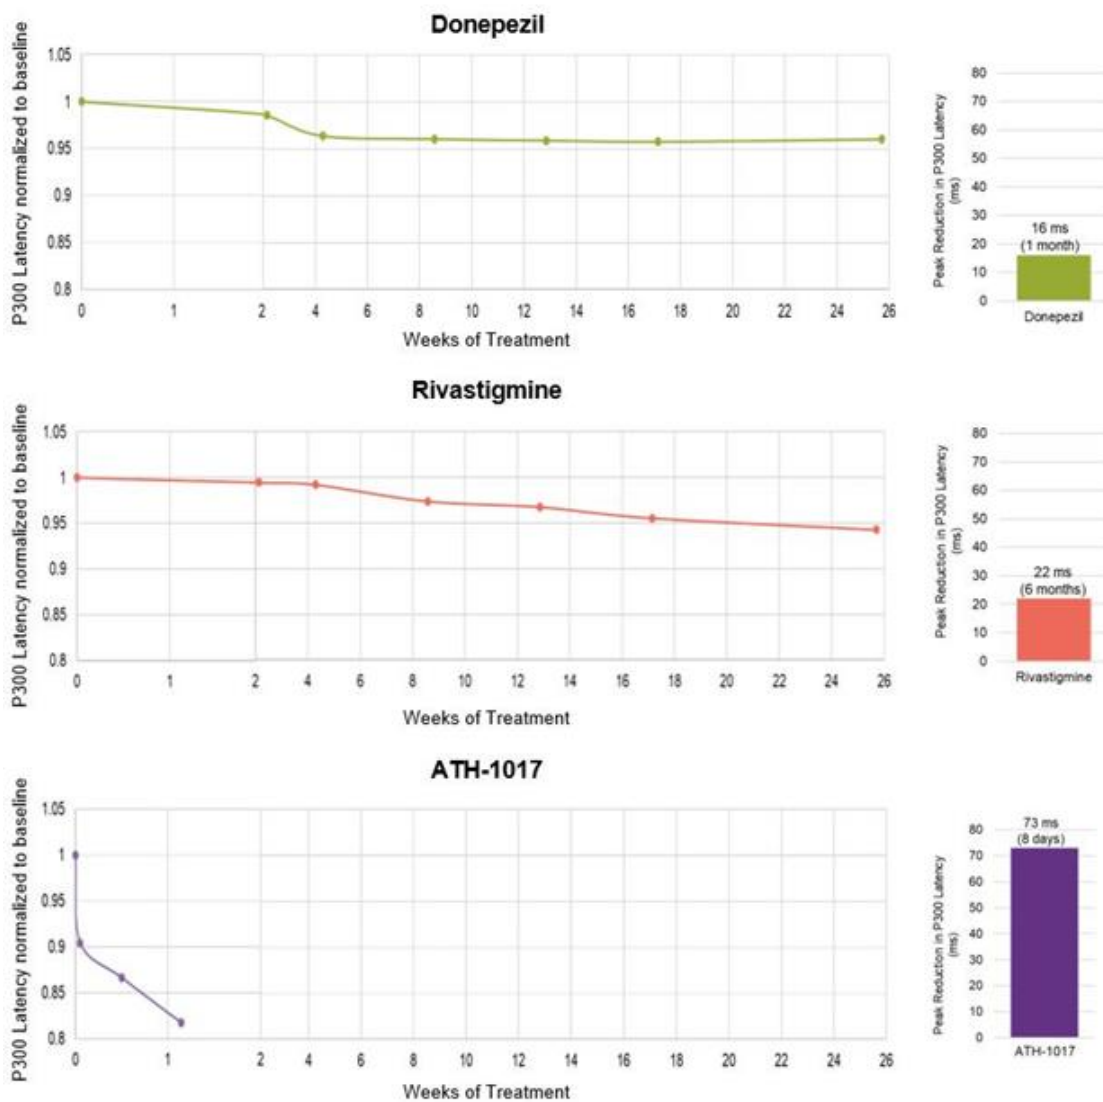 Donepezil
P300 Latency normalized to baseline
1.05
1
0.95
0.9
0.85
0.8
0 1 2 4 6 8 10 12 14 16 18 20 22 24 26
Weeks of Treatment
Peak Reduction in P300 Latency
(ms)
80
70
60
50
40
30
20
10
0
16 ms
(1 month)
Donepezil
Rivastigmine
P300 Latency normalized to baseline
1.05
1
0.95
0.9
0.85
0.8
0 1 2 4 6 8 10 12 14 16 18 20 22 24 26
Weeks of Treatment
Peak Reduction in P300 Latency
(ms)
80
70
60
50
40
30
20
10
0
22 ms
(6 months)
Rivastigmine
ATH-1017
P300 Latency normalized to baseline
1.05
1
0.95
0.9
0.85
0.8
0 1 2 4 6 8 10 12 14 16 18 20 22 24 26
Weeks of Treatment
Peak Reduction in P300 Latency
(ms)
80
70
60
50
40
30
20
10
0
73 ms
(8 days)
ATH-1017